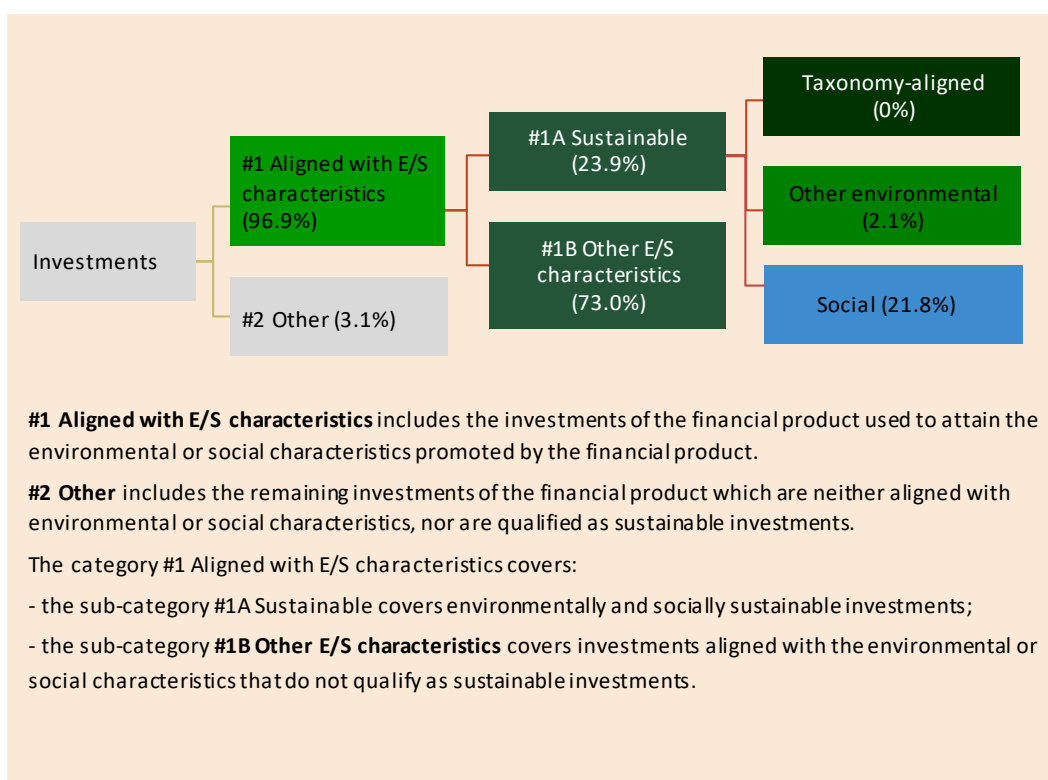 Investments
#1 Aligned with E/S
characteristics
(96.9%)
#2 Other (3.1%)
#1A Sustainable
(23.9%)
#1B Other E/S
characteristics
(73.0%)
Taxonomy-aligned
(0%)
Other environmental
(2.1%)
Social (21.8%)
#1 Aligned with E/S characteristics includes the investments of the financial product used to attain the
environmental or social characteristics promoted by the financial product.
#2 Other includes the remaining investments of the financial product which are neither aligned with
environmental or social characteristics, nor are qualified as sustainable investments.
The category #1 Aligned with E/S characteristics covers:
- the sub-category #1A Sustainable covers environmentally and socially sustainable investments;
- the sub-category #1B Other E/S characteristics covers investments aligned with the environmental or
social characteristics that do not qualify as sustainable investments.